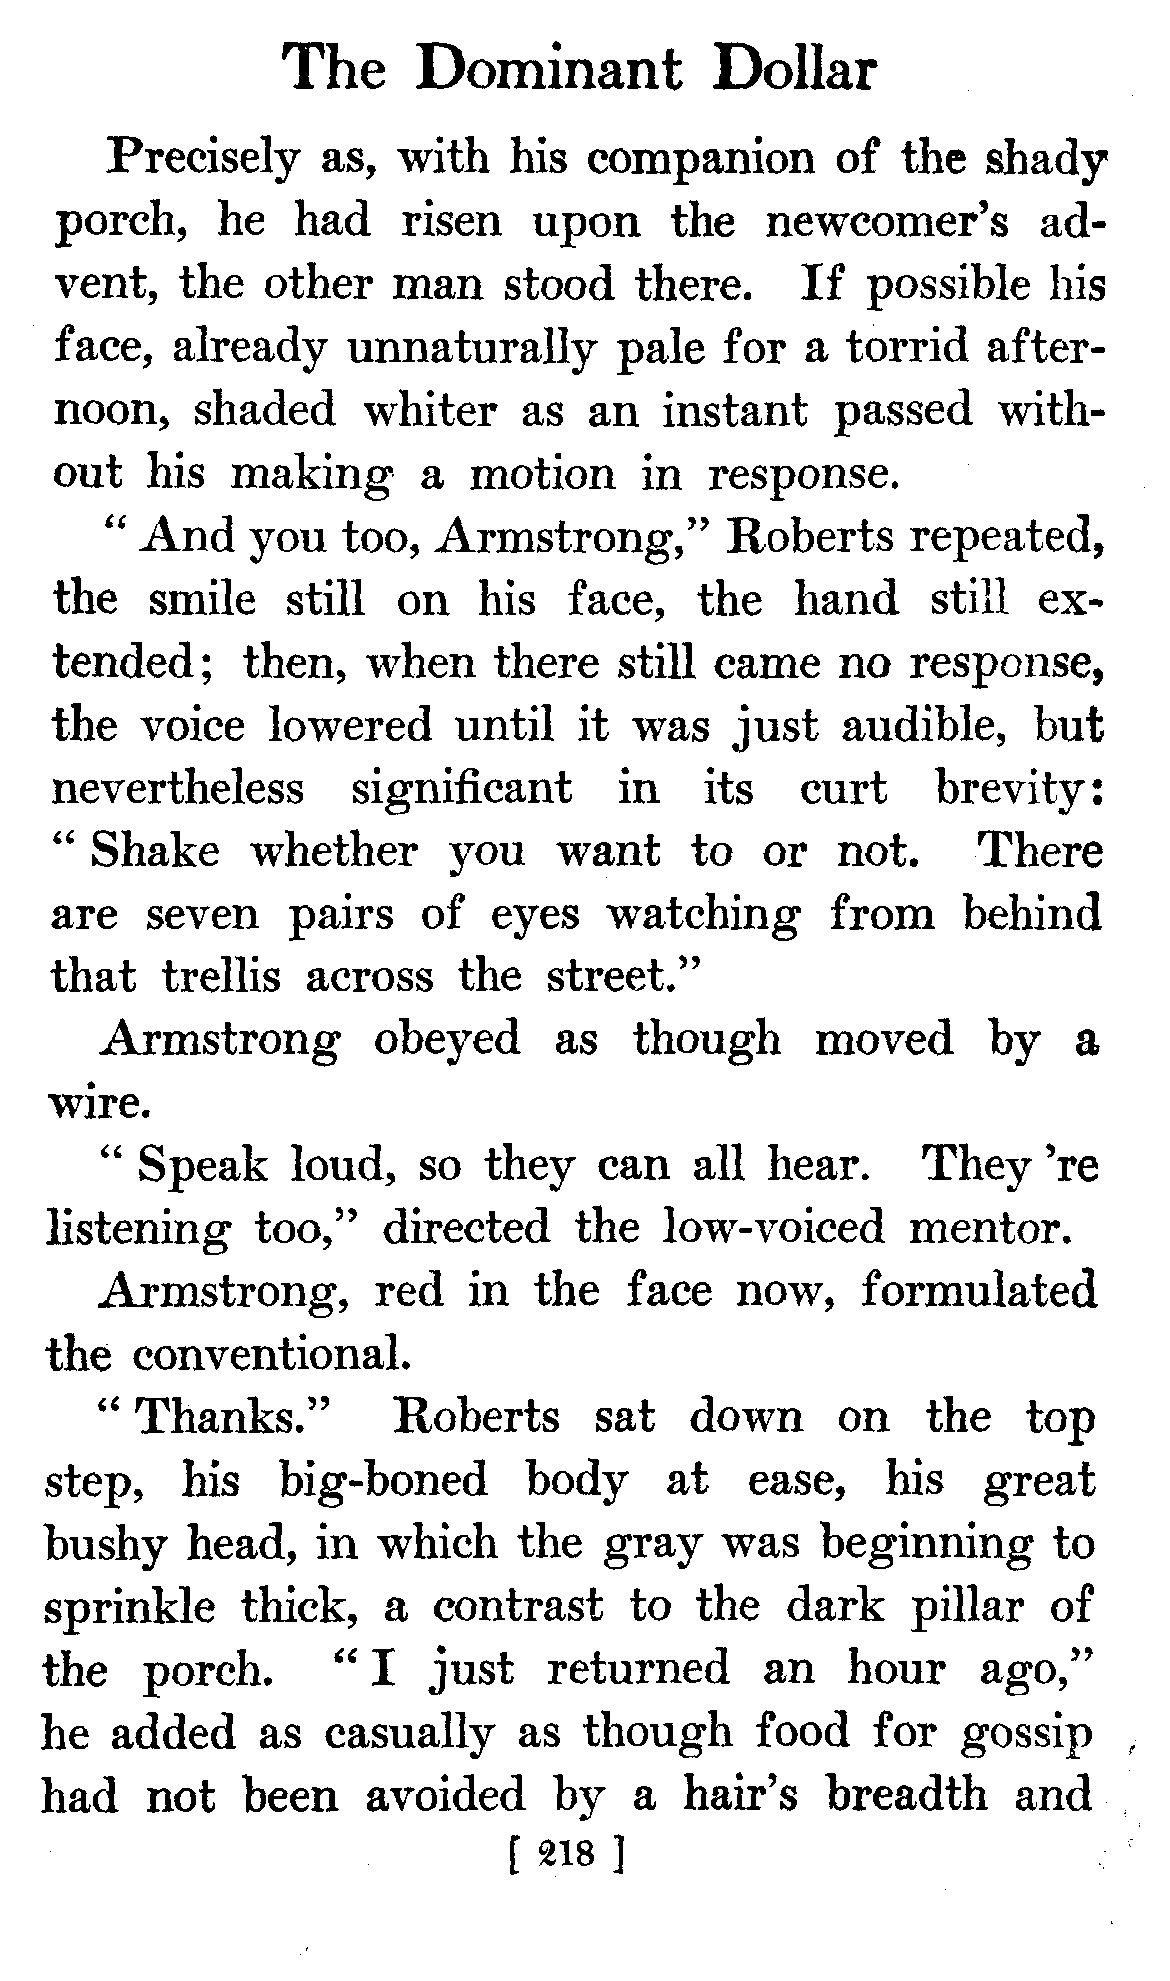 The Dominant Dollar
Precisely as, with his companion of the shady
porch, he had risen upon the newcomer's ad-
vent, the other man stood there. If possible his
face, already unnaturally pale for a torrid after-
noon, shaded whiter as an instant passed with-
out his making a motion in response.
“ And you too, Armstrong,” Roberts repeated,
the smile still on his face, the hand still ex-
tended; then, when there still came no response,
the voice lowered until it was just audible, but
nevertheless significant in its curt brevity:
“ Shake whether you want to or not. There
are seven pairs of eyes watching from behind
that trellis across the street.”
Armstrong obeyed as though moved by a
wire.
“ Speak loud, so they can all hear. They 're
listening too,” directed the low-voiced mentor.
Armstrong, red in the face now, formulated
the conventional.
“ Thanks.” Roberts sat down on the top
step, his big-boned body at ease, his great
bushy head, in which the gray was beginning to
sprinkle thick, a contrast to the dark pillar of
the porch. “ I just returned an hour ago,”
he added as casually as though food for gossip
had not been avoided by a hair's breadth and
[ 218 ]